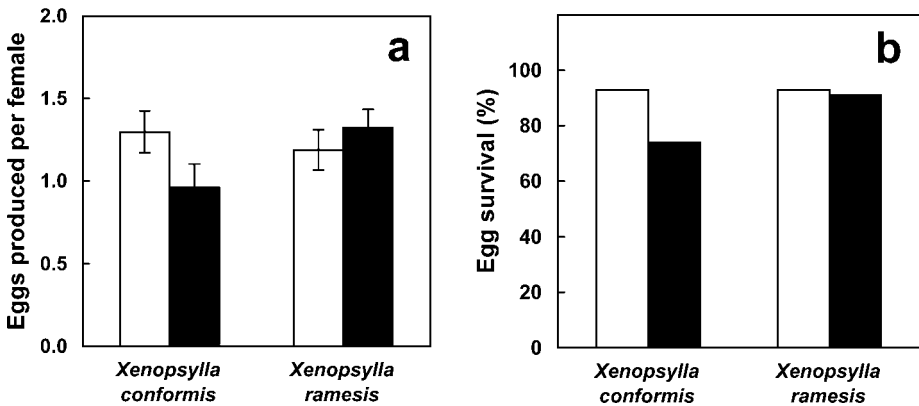 a
Eggs produced per female
2.0
1.5
1.0
0.5
0.0
Xenopsylla conformis
Xenopsylla ramesis
b
Egg survival (%)
100
80
60
40
20
0
Xenopsylla conformis
Xenopsylla ramesis